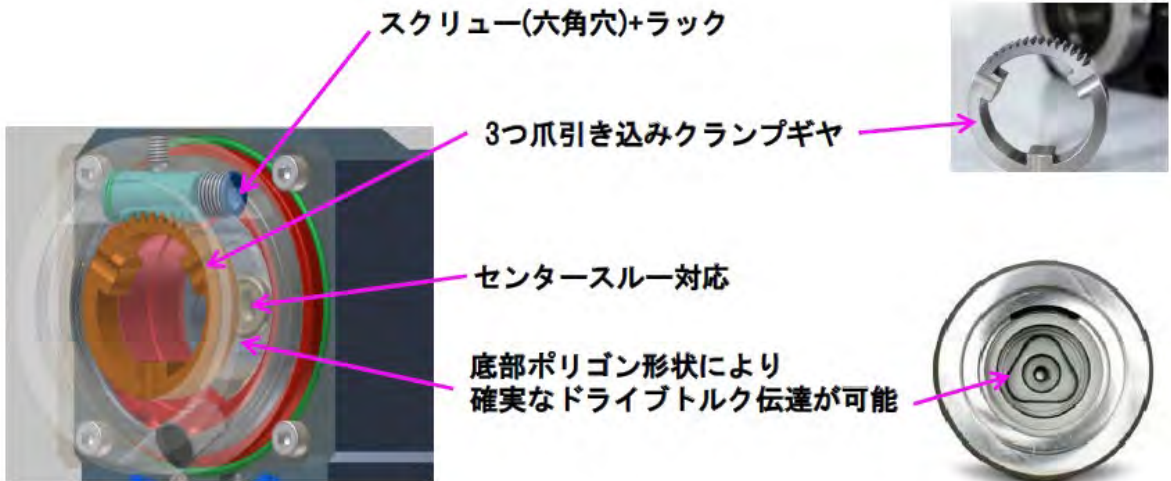 スクリュー(六角穴)+ラック
3つ爪引き込みクランプギヤ
センタースルー対応
底部ポリゴン形状により
確実なドライブトルク伝達が可能